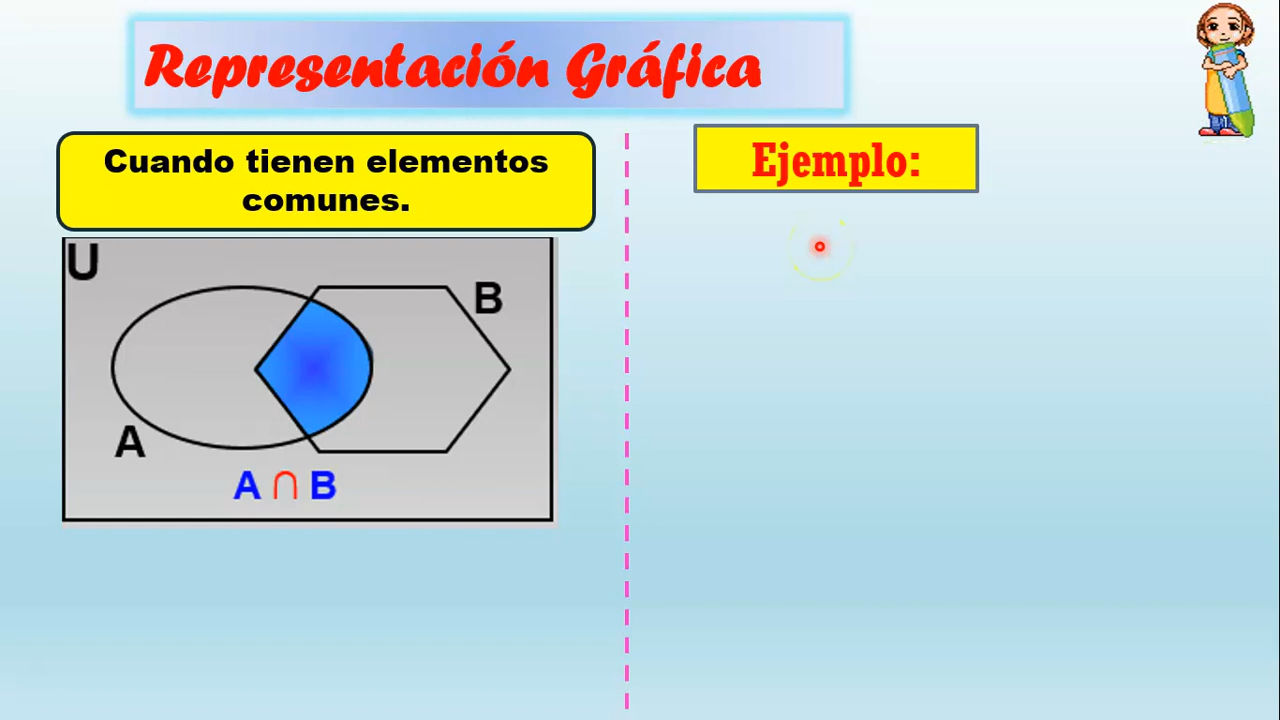 Representación Gráfica
Cuando tienen elementos
comunes.
U
B
A
A ∩ B
Ejemplo: